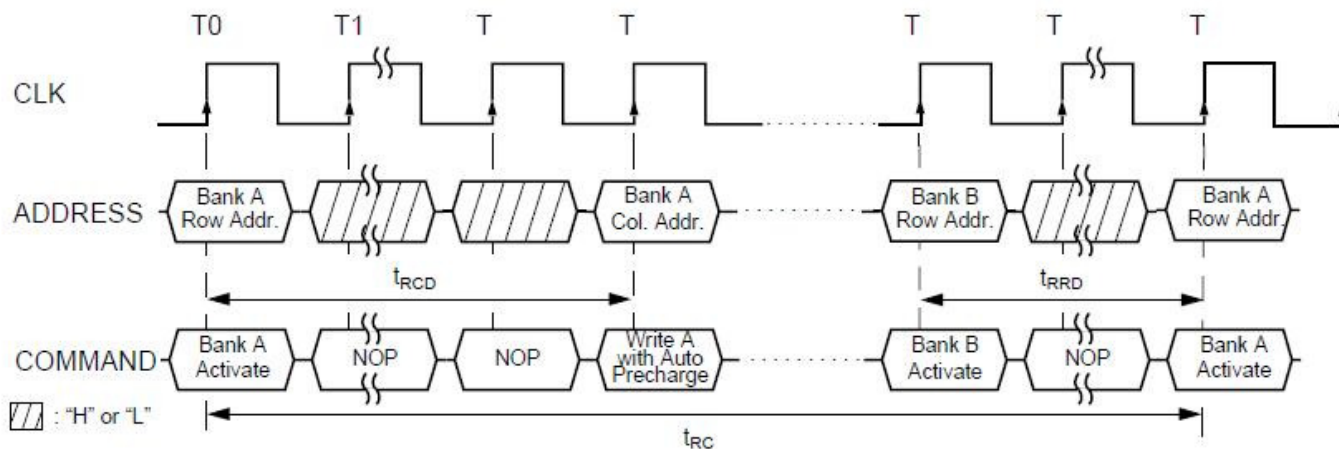 T0 T1 T T T T T
CLK
ADDRESS
Bank A
Row Addr.
Bank A
Col. Addr.
Bank B
Row Addr.
Bank A
Row Addr.
tRCD
tRRD
COMMAND
Bank A
Activate
NOP
NOP
Write A
with Auto
Precharge
Bank B
Activate
NOP
Bank A
Activate
: “H” or “L”
tRC